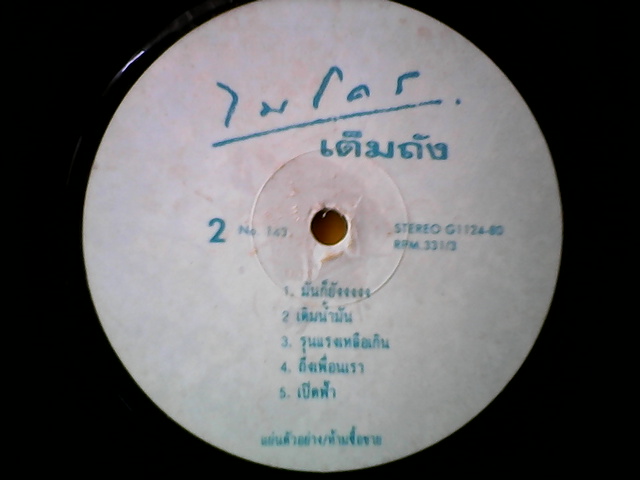 ไมโคร
เต็มถัง
2 No. 143 STEREO G1124-80
RPM. 331/3
1. มันก็ยังงงงง
2 เติมน้ำมัน
3. รุนแรงเหลือเกิน
4. ถึงเพื่อนเรา
5. เปิดฟ้า
แผ่นตัวอย่าง/ห้ามซื้อขาย